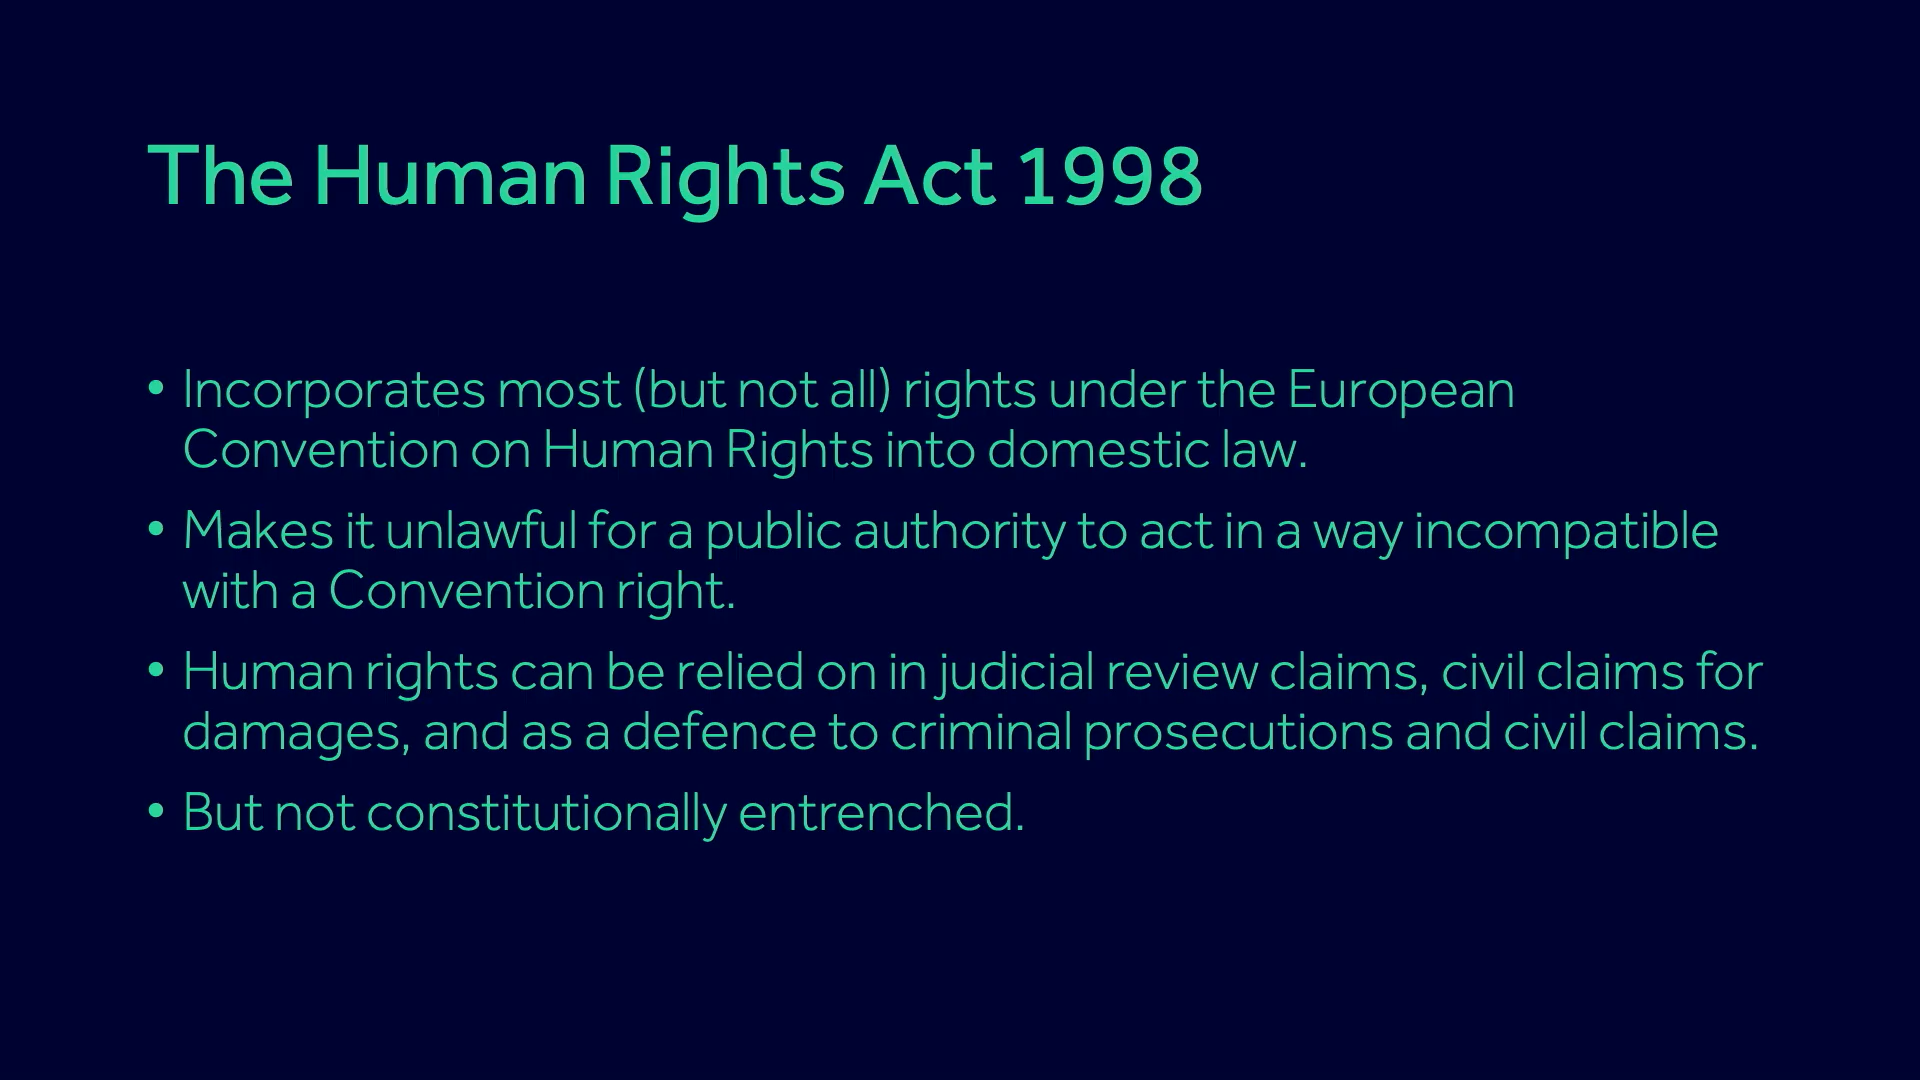 The Human Rights Act 1998
• Incorporates most (but not all) rights under the European
Convention on Human Rights into domestic law.
• Makes it unlawful for a public authority to act in a way incompatible
with a Convention right.
• Human rights can be relied on in judicial review claims, civil claims for
damages, and as a defence to criminal prosecutions and civil claims.
• But not constitutionally entrenched.